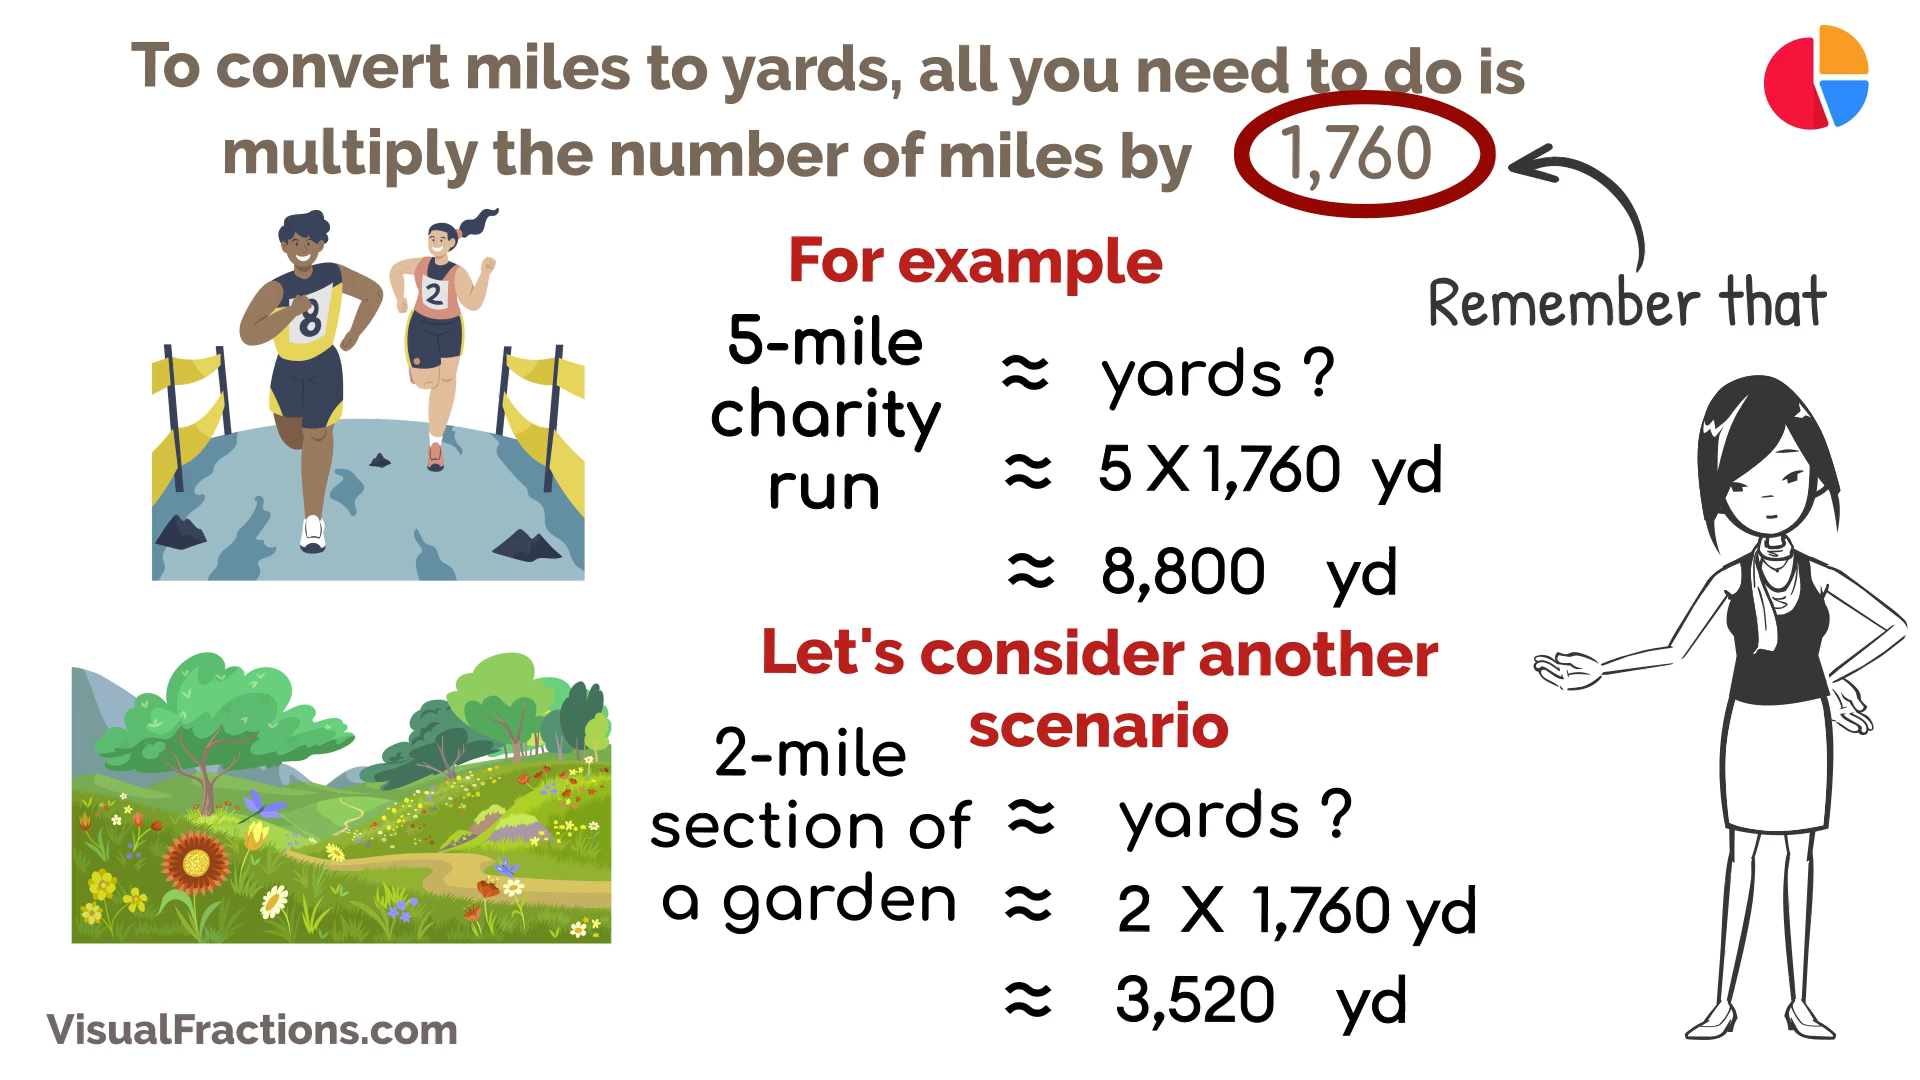 To convert miles to yards, all you need to do is
multiply the number of miles by 1,760
Remember that
8
2
For example
5-mile
charity
run
≈ yards ?
≈ 5 X 1,760 yd
≈ 8,800 yd
Let's consider another
scenario
2-mile
section of
a garden
≈ yards ?
≈ 2 X 1,760 yd
≈ 3,520 yd
VisualFractions.com